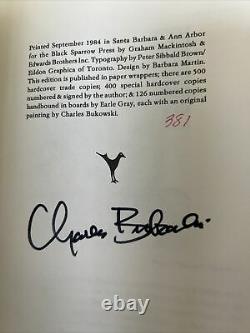 Printed September 1984 in Santa Barbara & Ann Arbor
for the Black Sparrow Press by Graham Mackintosh &
Edwards Brothers Inc. Typography by Peter Sibbald Brown/
Eildon Graphics of Toronto. Design by Barbara Martin.
This edition is published in paper wrappers; there are 500
hardcover trade copies; 400 special hardcover copies
numbered & signed by the author; & 126 numbered copies
handbound in boards by Earle Gray, each with an original
painting by Charles Bukowski.
381
Charles Bukowski